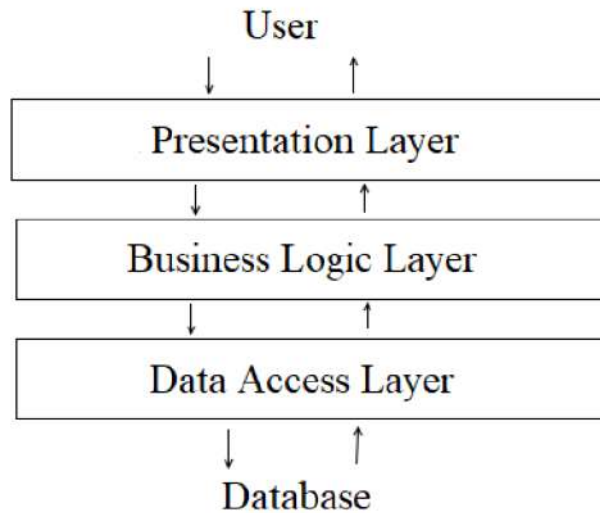 User
Presentation Layer
Business Logic Layer
Data Access Layer
Database